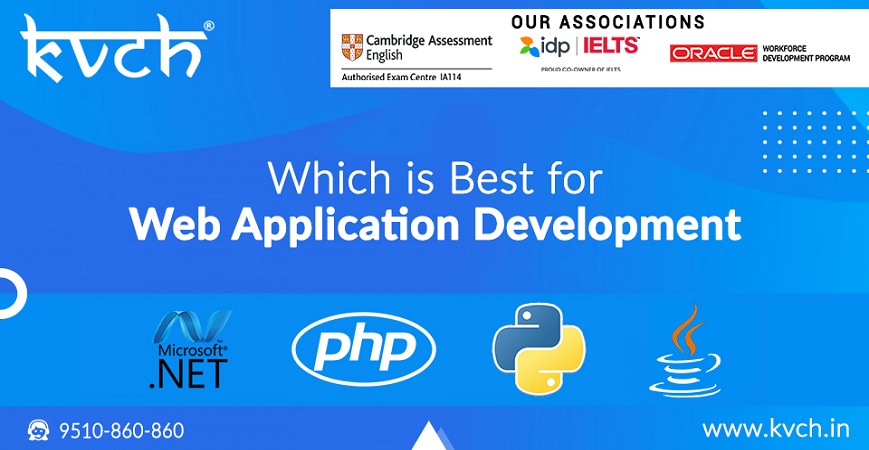 kvch®
OUR ASSOCIATIONS
Cambridge Assessment
English
Authorised Exam Centre IA114
idp IELTS™
PROUD CO-OWNER OF IELTS
ORACLE WORKFORCE
DEVELOPMENT PROGRAM
Which is Best for
Web Application Development
Microsoft®
.NET
php
9510-860-860
www.kvch.in